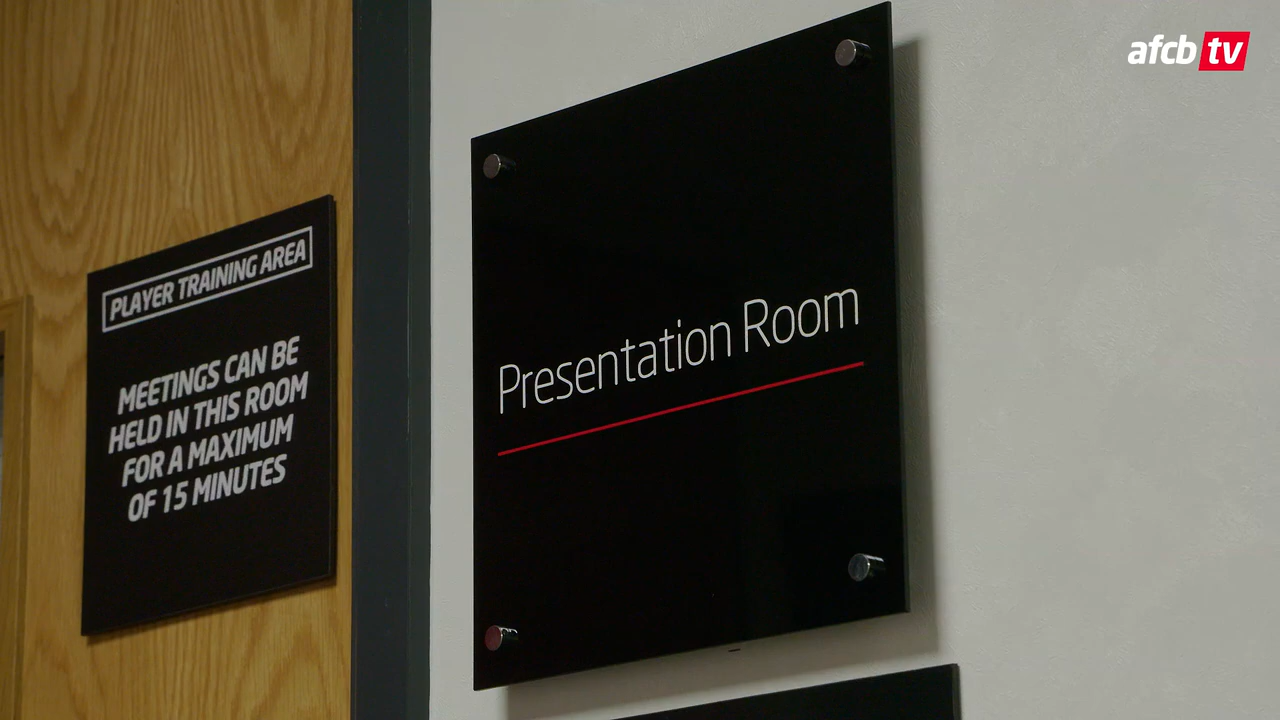 afcb tv
PLAYER TRAINING AREA
MEETINGS CAN BE
HELD IN THIS ROOM
FOR A MAXIMUM
OF 15 MINUTES
Presentation Room